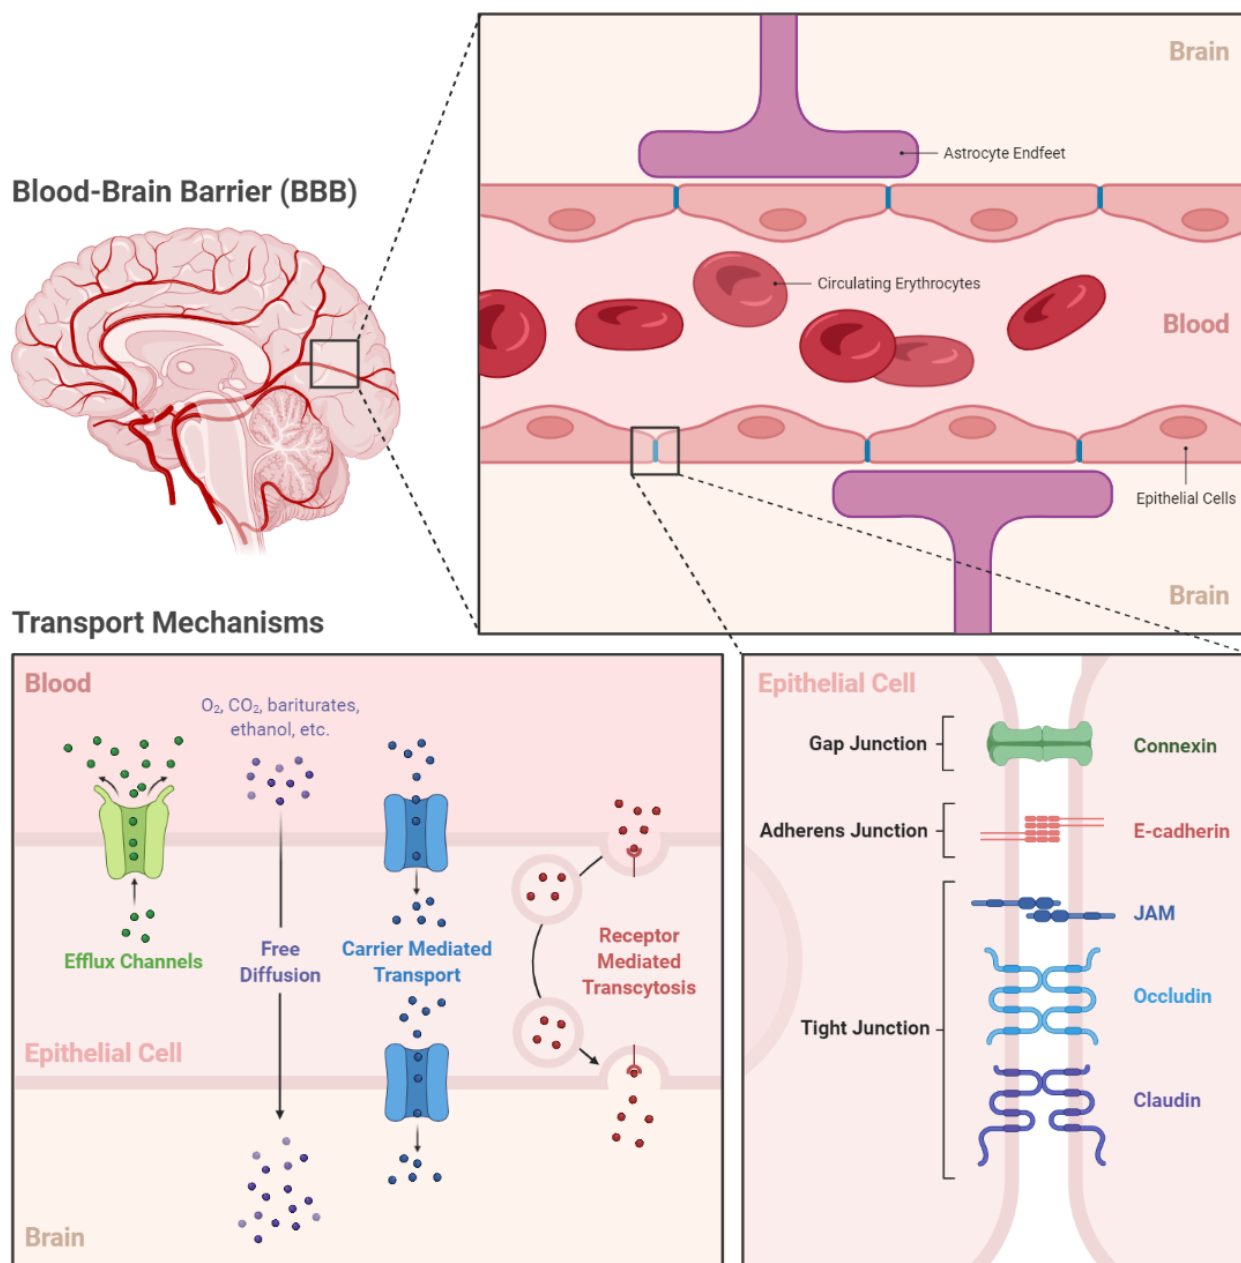 Blood-Brain Barrier (BBB)
Brain
Astrocyte Endfeet
Circulating Erythrocytes
Blood
Epithelial Cells
Brain
Transport Mechanisms
Blood
O₂, CO₂, bariturates,
ethanol, etc.
Efflux Channels
Free
Diffusion
Carrier Mediated
Transport
Receptor
Mediated
Transcytosis
Epithelial Cell
Brain
Epithelial Cell
Gap Junction
Connexin
Adherens Junction
E-cadherin
JAM
Occludin
Tight Junction
Claudin